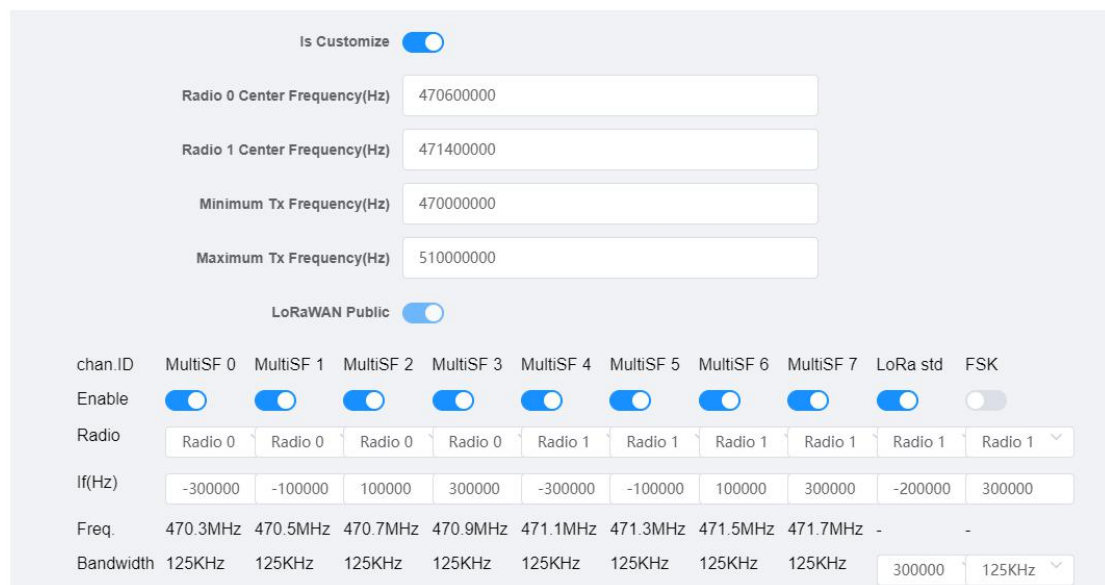 Is Customize
Radio 0 Center Frequency(Hz) 470600000
Radio 1 Center Frequency(Hz) 471400000
Minimum Tx Frequency(Hz) 470000000
Maximum Tx Frequency(Hz) 510000000
LoRaWAN Public
chan.ID MultiSF 0 MultiSF 1 MultiSF 2 MultiSF 3 MultiSF 4 MultiSF 5 MultiSF 6 MultiSF 7 LoRa std FSK
Enable
Radio Radio 0 Radio 0 Radio 0 Radio 0 Radio 1 Radio 1 Radio 1 Radio 1 Radio 1 Radio 1
If(Hz) -300000 -100000 100000 300000 -300000 -100000 100000 300000 -200000 300000
Freq. 470.3MHz 470.5MHz 470.7MHz 470.9MHz 471.1MHz 471.3MHz 471.5MHz 471.7MHz - -
Bandwidth 125KHz 125KHz 125KHz 125KHz 125KHz 125KHz 125KHz 125KHz 300000 125KHz